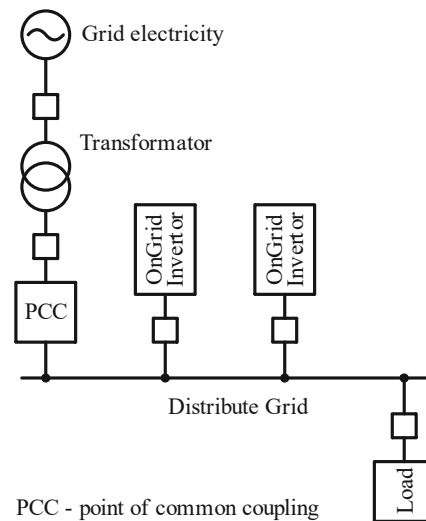 Grid electricity
Transformator
OnGrid
Invertor
OnGrid
Invertor
PCC
Distribute Grid
Load
PCC - point of common coupling